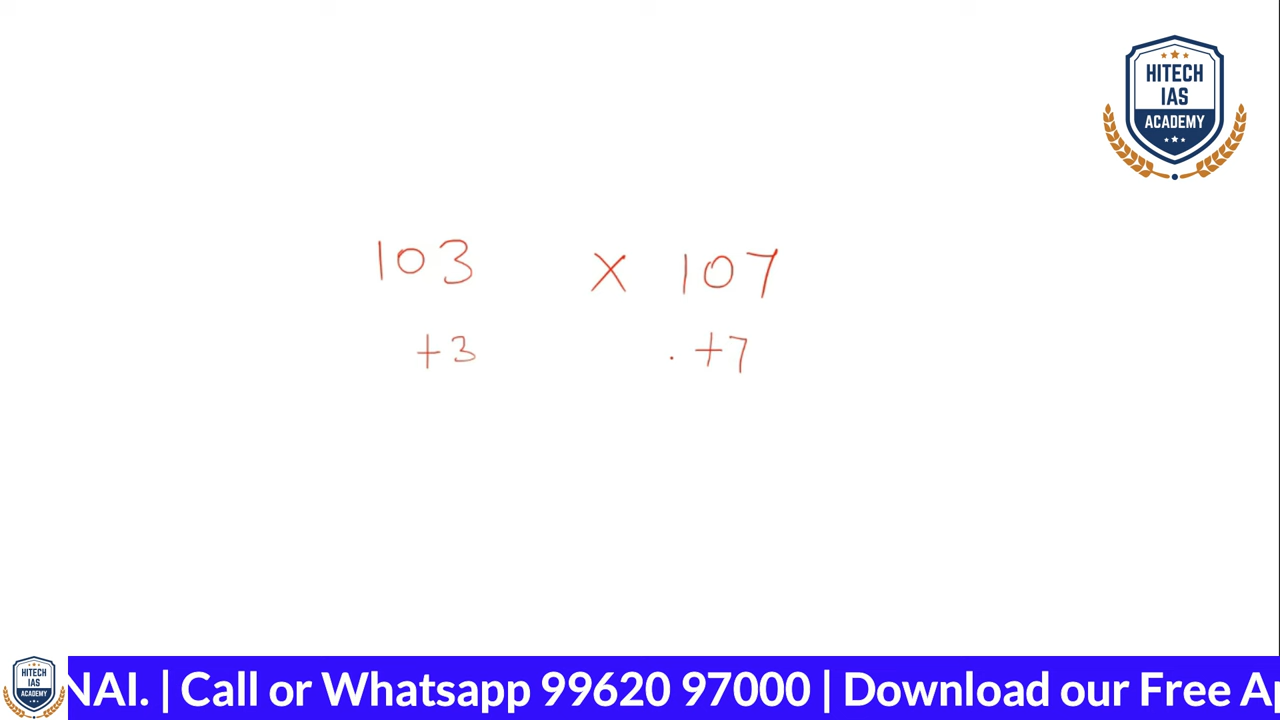 HITECH
IAS
ACADEMY
103 × 107
+3 . +7
HITECH
IAS
ACADEMY
NAI. | Call or Whatsapp 99620 97000 | Download our Free Ap